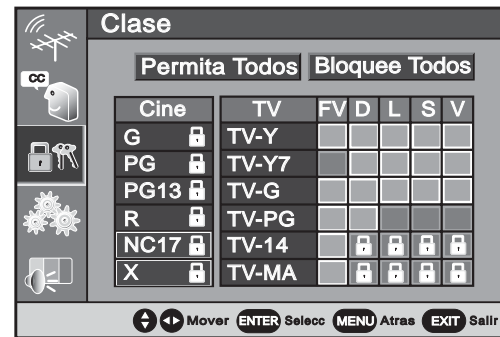 Clase
CC
Permita Todos Bloquee Todos
Cine TV FV D L S V
G TV-Y
PG TV-Y7
PG13 TV-G
R TV-PG
NC17 TV-14
X TV-MA
Mover ENTER Selecc MENU Atras EXIT Salir